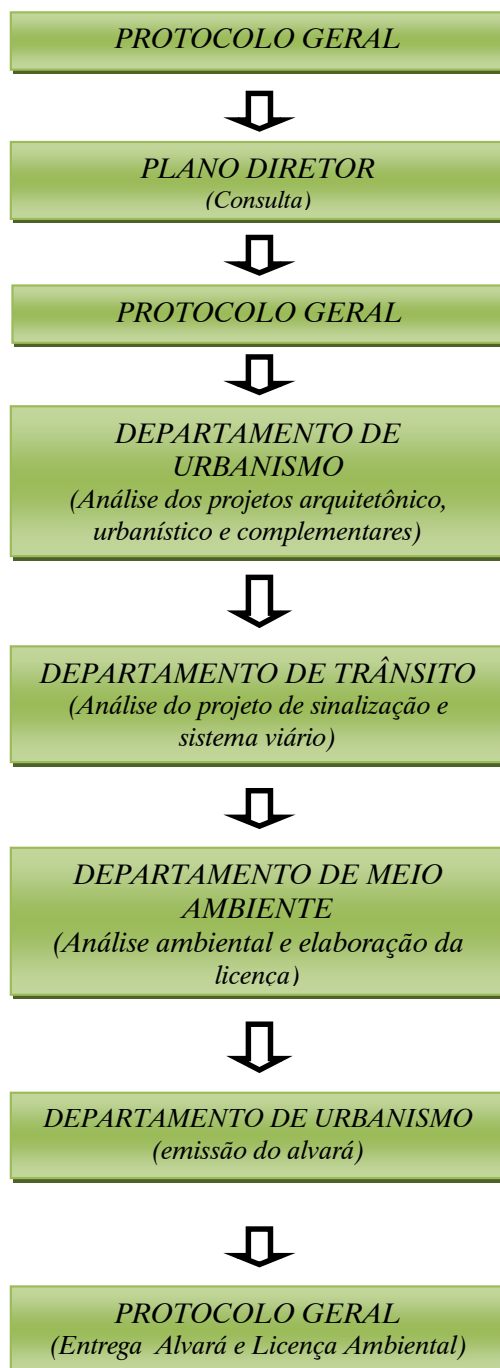 PROTOCOLO GERAL
PLANO DIRETOR
(Consulta)
PROTOCOLO GERAL
DEPARTAMENTO DE
URBANISMO
(Análise dos projetos arquitetônico,
urbanístico e complementares)
DEPARTAMENTO DE TRÂNSITO
(Análise do projeto de sinalização e
sistema viário)
DEPARTAMENTO DE MEIO
AMBIENTE
(Análise ambiental e elaboração da
licença)
DEPARTAMENTO DE URBANISMO
(emissão do alvará)
PROTOCOLO GERAL
(Entrega Alvará e Licença Ambiental)